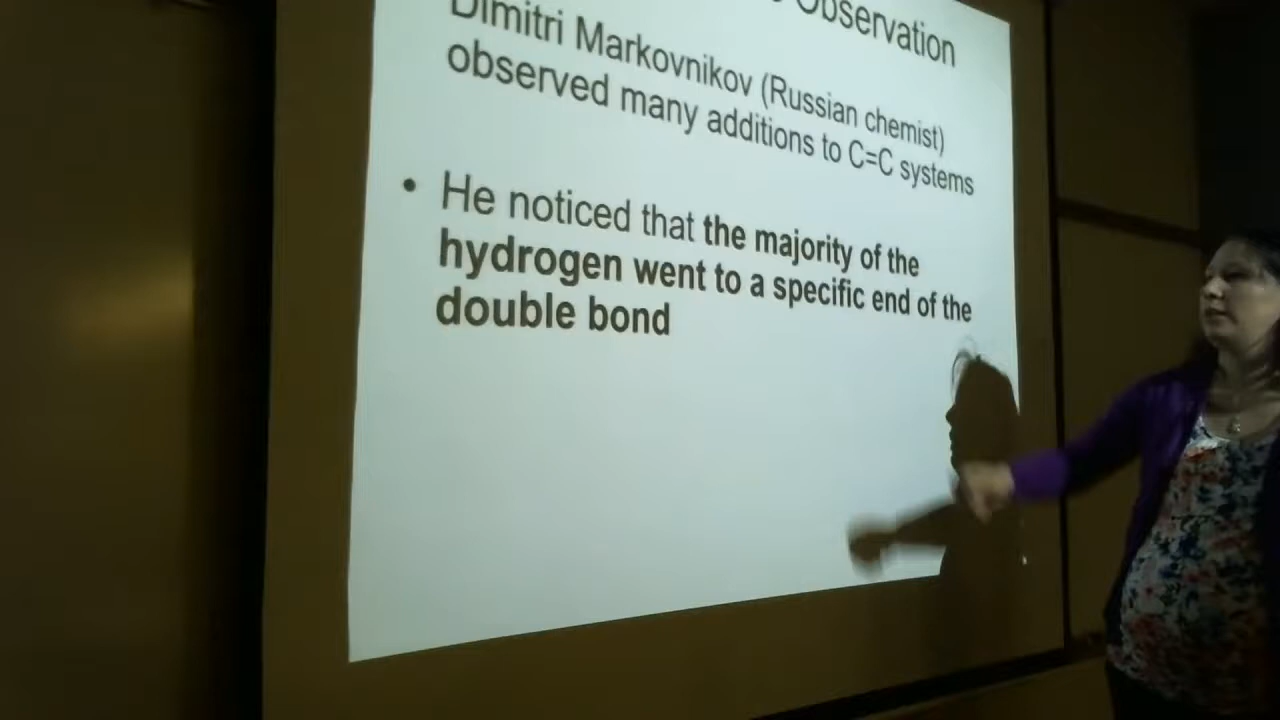 Observation
Dimitri Markovnikov (Russian chemist)
observed many additions to C=C systems
• He noticed that the majority of the
hydrogen went to a specific end of the
double bond